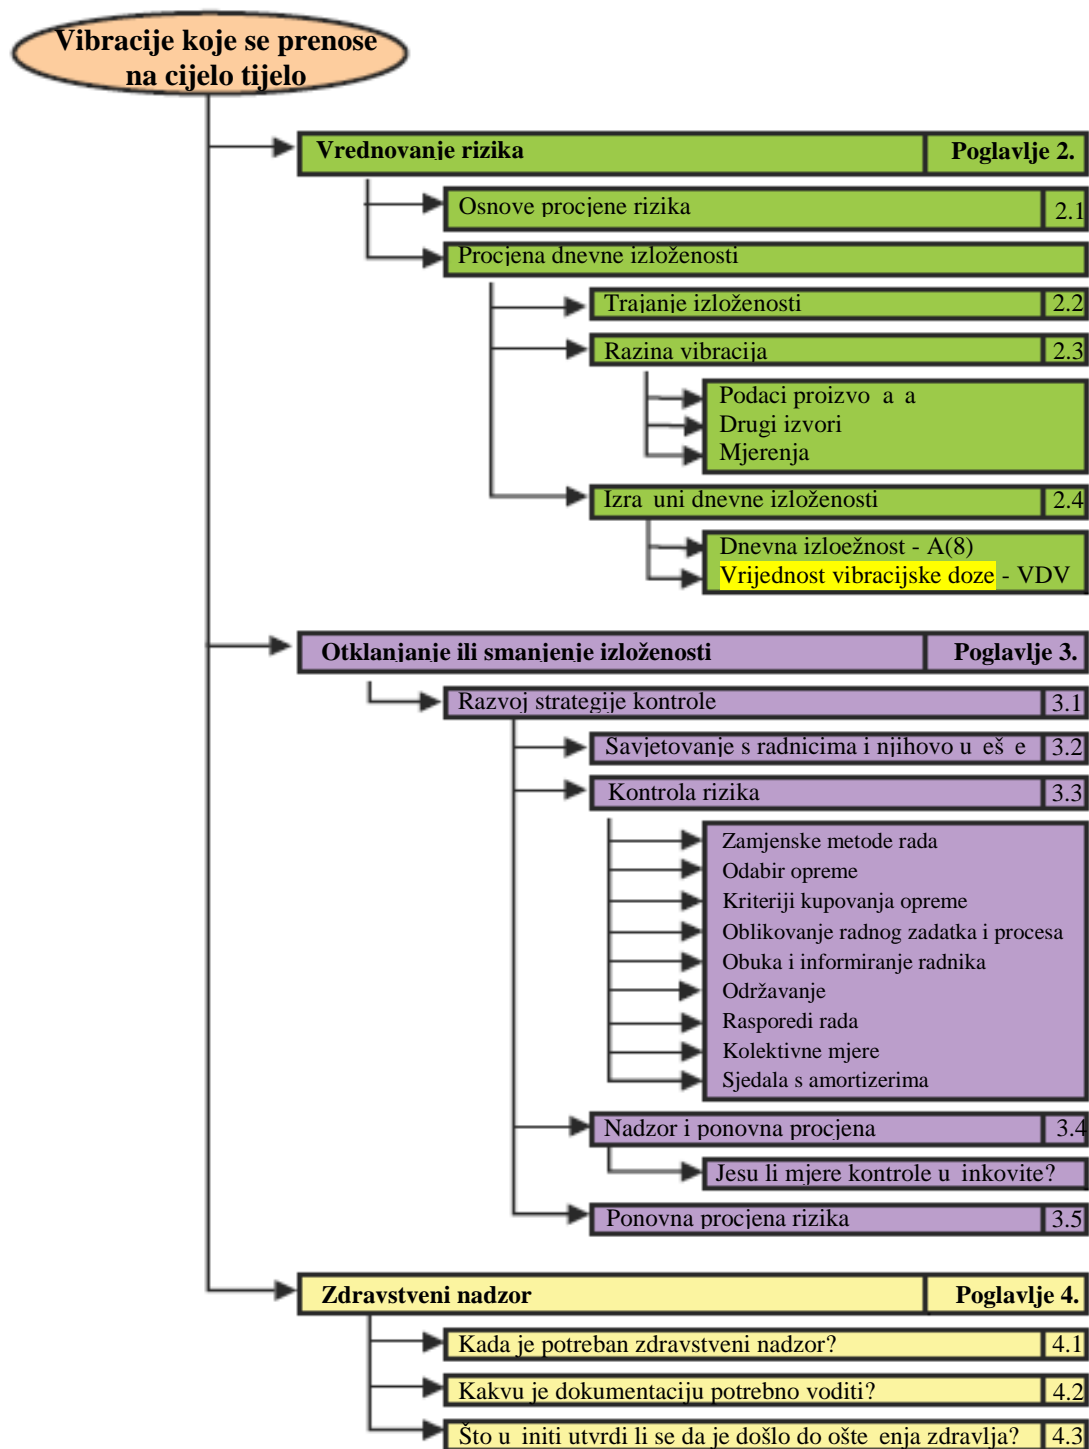 Vibracije koje se prenose
na cijelo tijelo
Vrednovanje rizika Poglavlje 2.
Osnove procjene rizika 2.1
Procjena dnevne izloženosti
Trajanje izloženosti 2.2
Razina vibracija 2.3
Podaci proizvo a a
Drugi izvori
Mjerenja
Izra uni dnevne izloženosti 2.4
Dnevna izloežnost - A(8)
Vrijednost vibracijske doze - VDV
Otklanjanje ili smanjenje izloženosti Poglavlje 3.
Razvoj strategije kontrole 3.1
Savjetovanje s radnicima i njihovo u eš e 3.2
Kontrola rizika 3.3
Zamjenske metode rada
Odabir opreme
Kriteriji kupovanja opreme
Oblikovanje radnog zadatka i procesa
Obuka i informiranje radnika
Održavanje
Rasporedi rada
Kolektivne mjere
Sjedala s amortizerima
Nadzor i ponovna procjena 3.4
Jesu li mjere kontrole u inkovite?
Ponovna procjena rizika 3.5
Zdravstveni nadzor Poglavlje 4.
Kada je potreban zdravstveni nadzor? 4.1
Kakvu je dokumentaciju potrebno voditi? 4.2
Što u initi utvrdi li se da je došlo do ošte enja zdravlja? 4.3